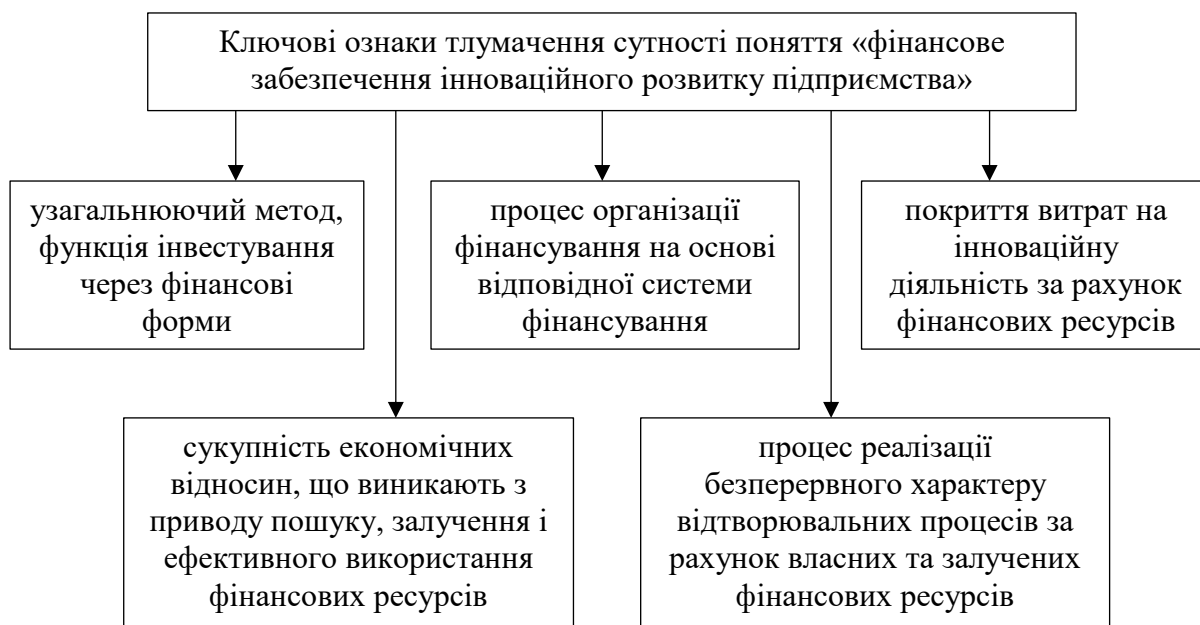 Ключові ознаки тлумачення сутності поняття «фінансове
забезпечення інноваційного розвитку підприємства»
узагальнюючий метод,
функція інвестування
через фінансові
форми
процес організації
фінансування на основі
відповідної системи
фінансування
покриття витрат на
інноваційну
діяльність за рахунок
фінансових ресурсів
сукупність економічних
відносин, що виникають з
приводу пошуку, залучення і
ефективного використання
фінансових ресурсів
процес реалізації
безперервного характеру
відтворювальних процесів за
рахунок власних та залучених
фінансових ресурсів